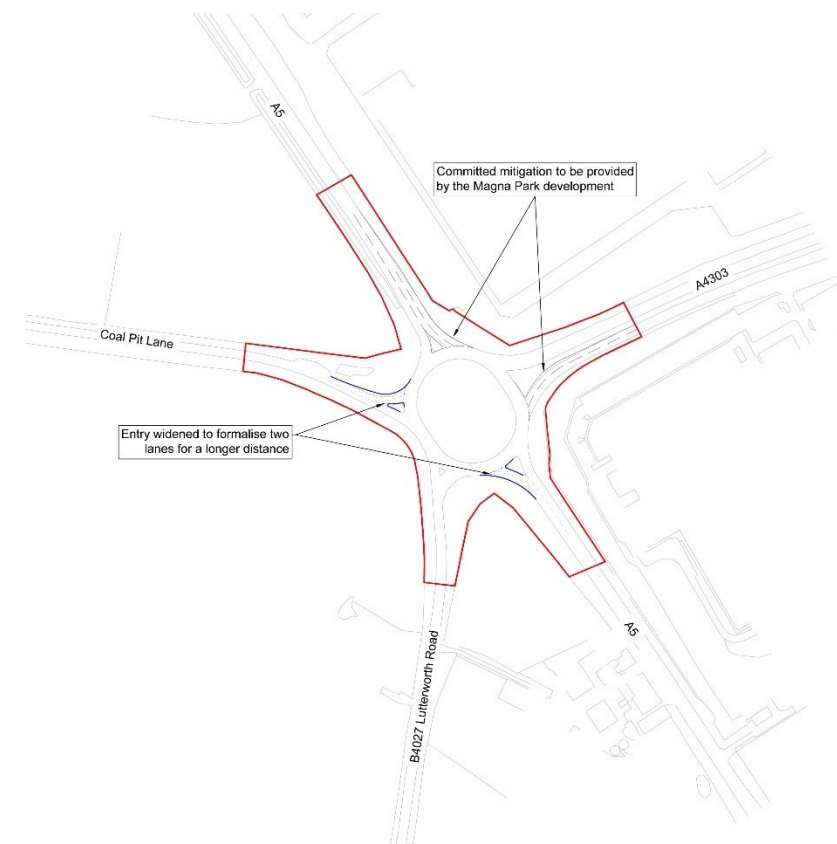 A5
Committed mitigation to be provided
by the Magna Park development
A4303
Coal Pit Lane
Entry widened to formalise two
lanes for a longer distance
A5
B4027 Lutterworth Road